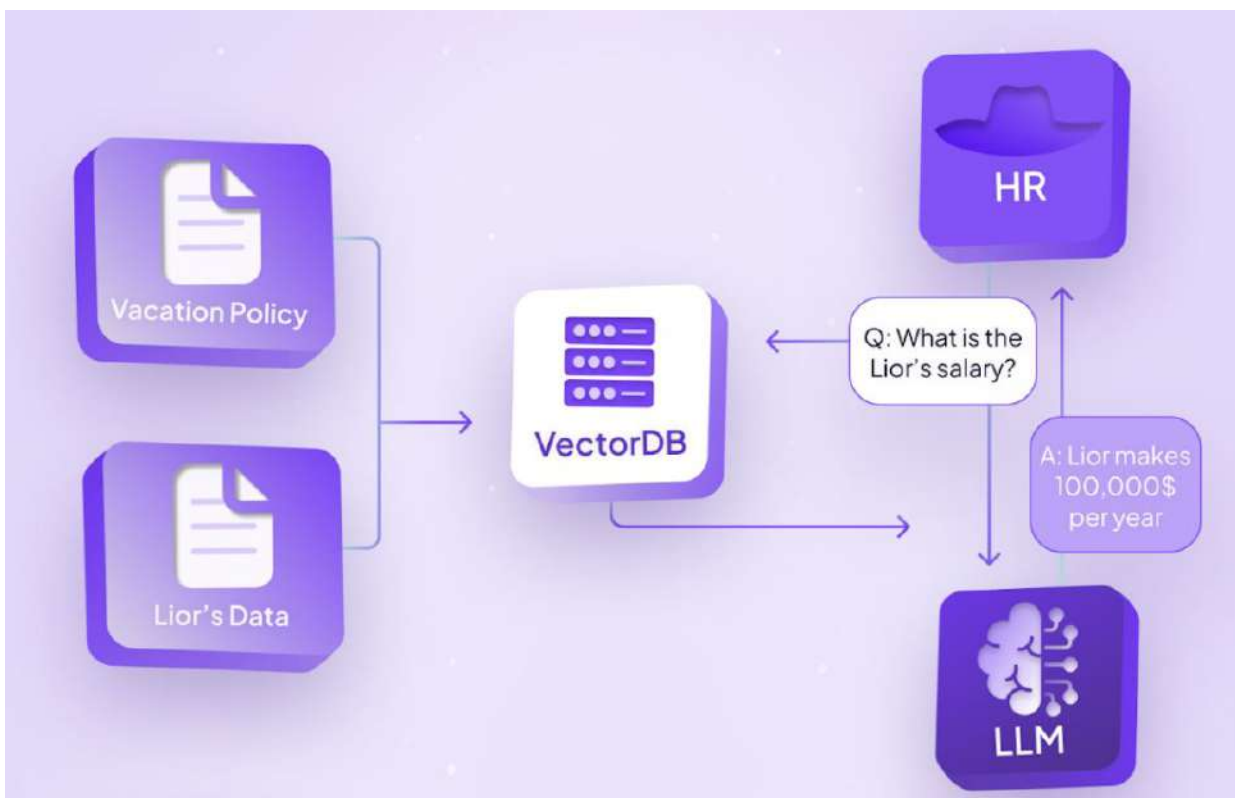 Vacation Policy
Lior's Data
VectorDB
HR
Q: What is the
Lior's salary?
A: Lior makes
100,000$
per year
LLM